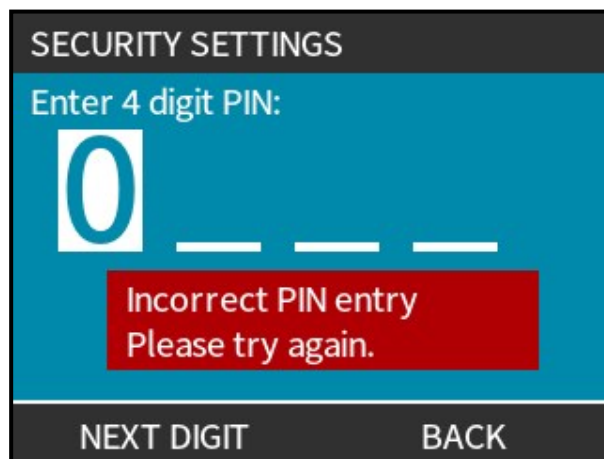 SECURITY SETTINGS
Enter 4 digit PIN:
0 _ _ _
Incorrect PIN entry
Please try again.
NEXT DIGIT BACK